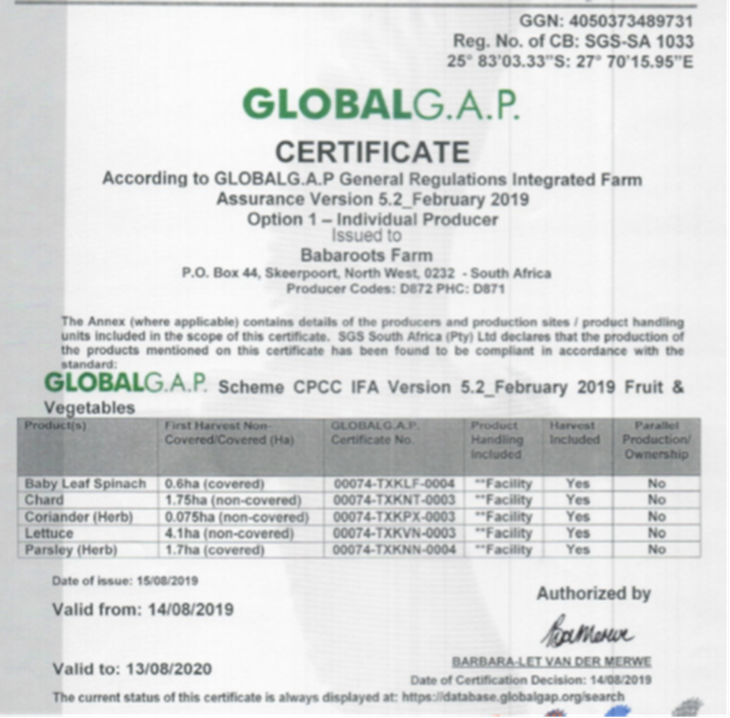 GGN: 4050373489731
Reg. No. of CB: SGS-SA 1033
25° 83'03.33"S: 27° 70'15.95"E
GLOBALG.A.P.
CERTIFICATE
According to GLOBALG.A.P General Regulations Integrated Farm
Assurance Version 5.2_February 2019
Option 1 – Individual Producer
Issued to
Babaroots Farm
P.O. Box 44, Skeerpoort, North West, 0232 - South Africa
Producer Codes: D872 PHC: D871
The Annex (where applicable) contains details of the producers and production sites / product handling
units included in the scope of this certificate. SGS South Africa (Pty) Ltd declares that the production of
the products mentioned on this certificate has been found to be compliant in accordance with the
standard:
GLOBALG.A.P. Scheme CPCC IFA Version 5.2_February 2019 Fruit &
Vegetables
Product(s) First Harvest Non-Covered/Covered (Ha) GLOBALG.A.P. Certificate No. Product Handling Included Harvest Included Parallel Production/Ownership
Baby Leaf Spinach 0.6ha (covered) 00074-TXKLF-0004 **Facility Yes No
Chard 1.75ha (non-covered) 00074-TXKNT-0003 **Facility Yes No
Coriander (Herb) 0.075ha (non-covered) 00074-TXKPX-0003 **Facility Yes No
Lettuce 4.1ha (non-covered) 00074-TXKVN-0003 **Facility Yes No
Parsley (Herb) 1.7ha (covered) 00074-TXKNN-0004 **Facility Yes No
Date of issue: 15/08/2019
Authorized by
Valid from: 14/08/2019
BARBARA-LET VAN DER MERWE
Valid to: 13/08/2020
Date of Certification Decision: 14/08/2019
The current status of this certificate is always displayed at: https://database.globalgap.org/search